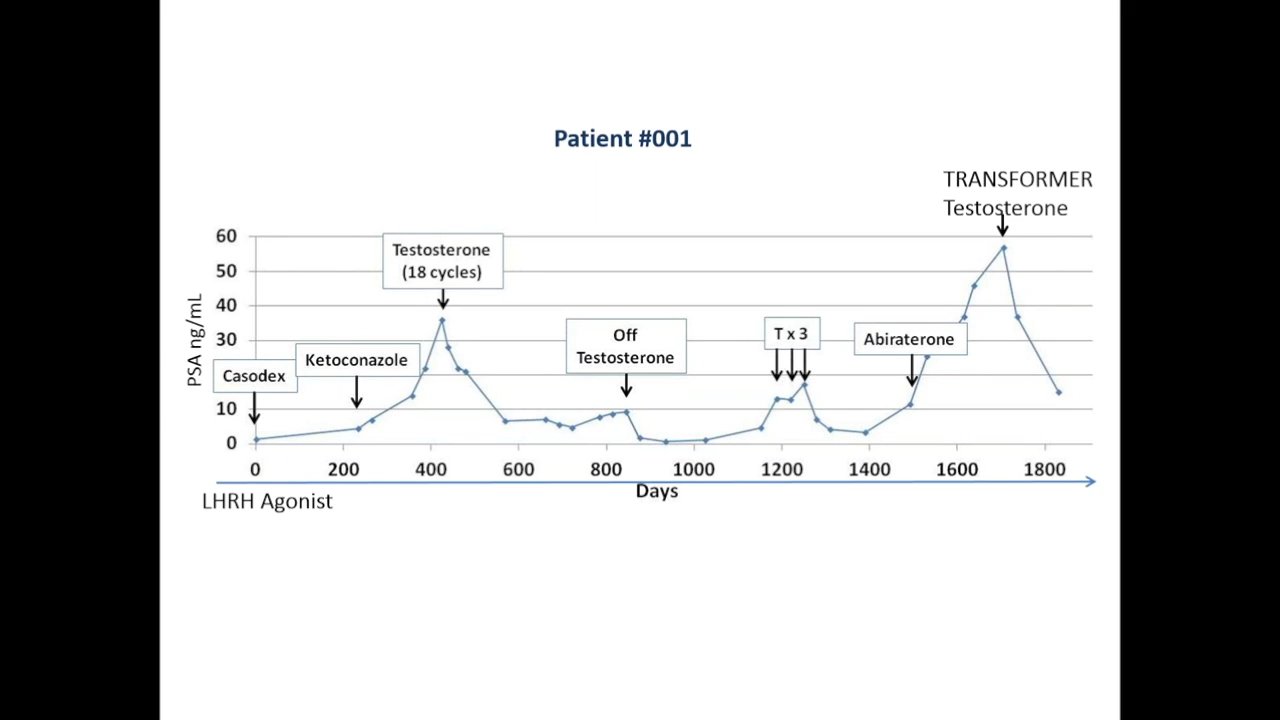 Patient #001
TRANSFORMER
Testosterone
60
50
40
30
10
0
PSA ng/mL
Casodex
Ketoconazole
Testosterone
(18 cycles)
Off
Testosterone
T x 3
Abiraterone
0 200 400 600 800 1000 1200 1400 1600 1800
Days
LHRH Agonist